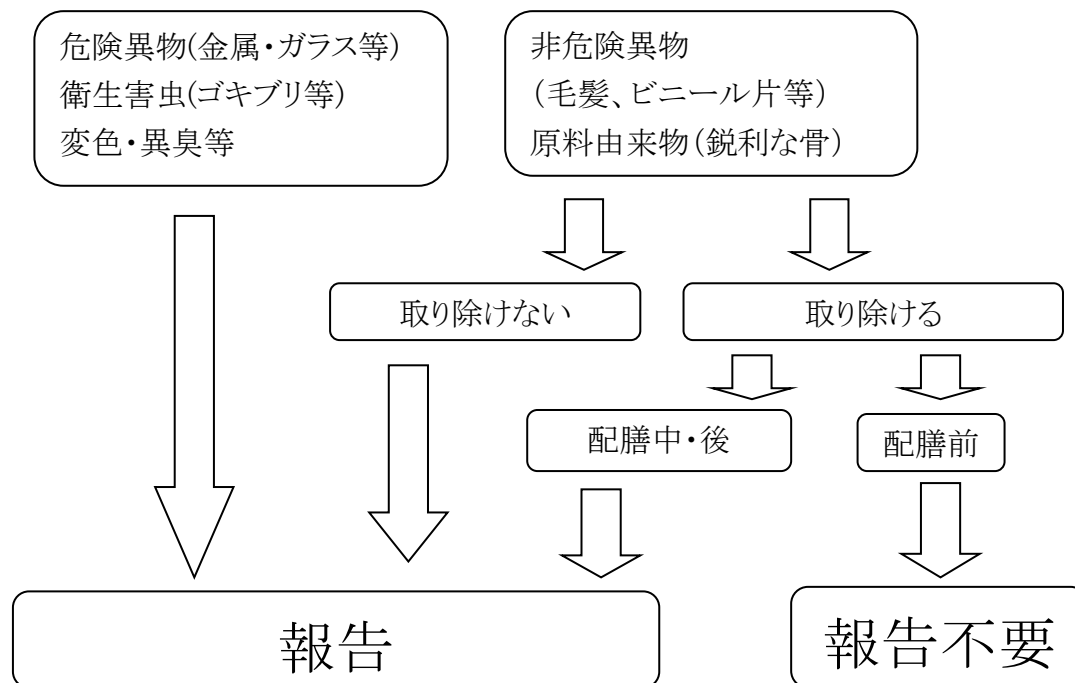 危険異物(金属・ガラス等)
衛生害虫(ゴキブリ等)
変色・異臭等
非危険異物
(毛髪、ビニール片等)
原料由来物(鋭利な骨)
取り除けない
取り除ける
配膳中・後
配膳前
報告
報告不要